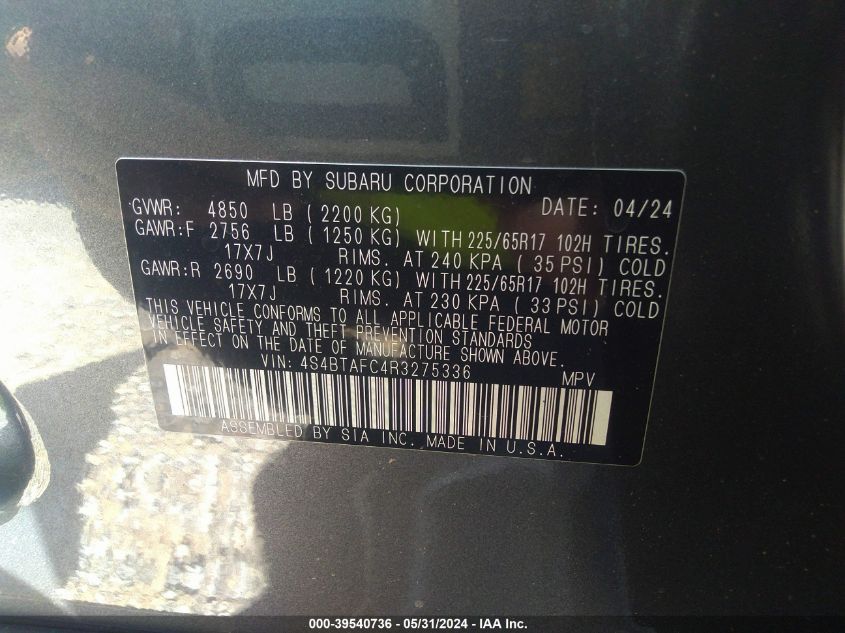 MFD BY SUBARU CORPORATION
GVWR: 4850 LB ( 2200 KG) DATE: 04/24
GAWR:F 2756 LB ( 1250 KG) WITH 225/65R17 102H TIRES.
17X7J RIMS. AT 240 KPA ( 35 PSI) COLD
GAWR:R 2690 LB ( 1220 KG) WITH 225/65R17 102H TIRES.
17X7J RIMS. AT 230 KPA ( 33 PSI) COLD
THIS VEHICLE CONFORMS TO ALL APPLICABLE FEDERAL MOTOR
VEHICLE SAFETY AND THEFT PREVENTION STANDARDS
IN EFFECT ON THE DATE OF MANUFACTURE SHOWN ABOVE.
VIN: 4S4BTAFC4R3275336 MPV
ASSEMBLED BY SIA INC. MADE IN U.S.A.
000-39540736 - 05/31/2024 - IAA Inc.